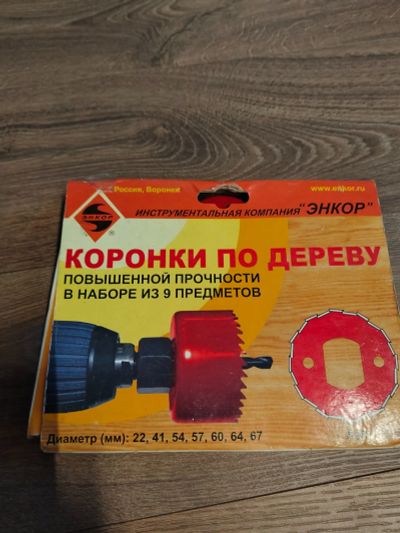 Россия, Воронеж
www.enkor.ru
ЭНКОР
®
ИНСТРУМЕНТАЛЬНАЯ КОМПАНИЯ "ЭНКОР"
КОРОНКИ ПО ДЕРЕВУ
ПОВЫШЕННОЙ ПРОЧНОСТИ
В НАБОРЕ ИЗ 9 ПРЕДМЕТОВ
Диаметр (мм): 22, 41, 54, 57, 60, 64, 67